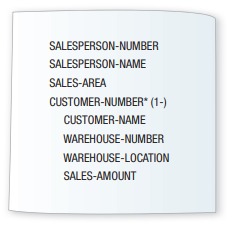 SALESPERSON-NUMBER
SALESPERSON-NAME
SALES-AREA
CUSTOMER-NUMBER* (1-)
CUSTOMER-NAME
WAREHOUSE-NUMBER
WAREHOUSE-LOCATION
SALES-AMOUNT